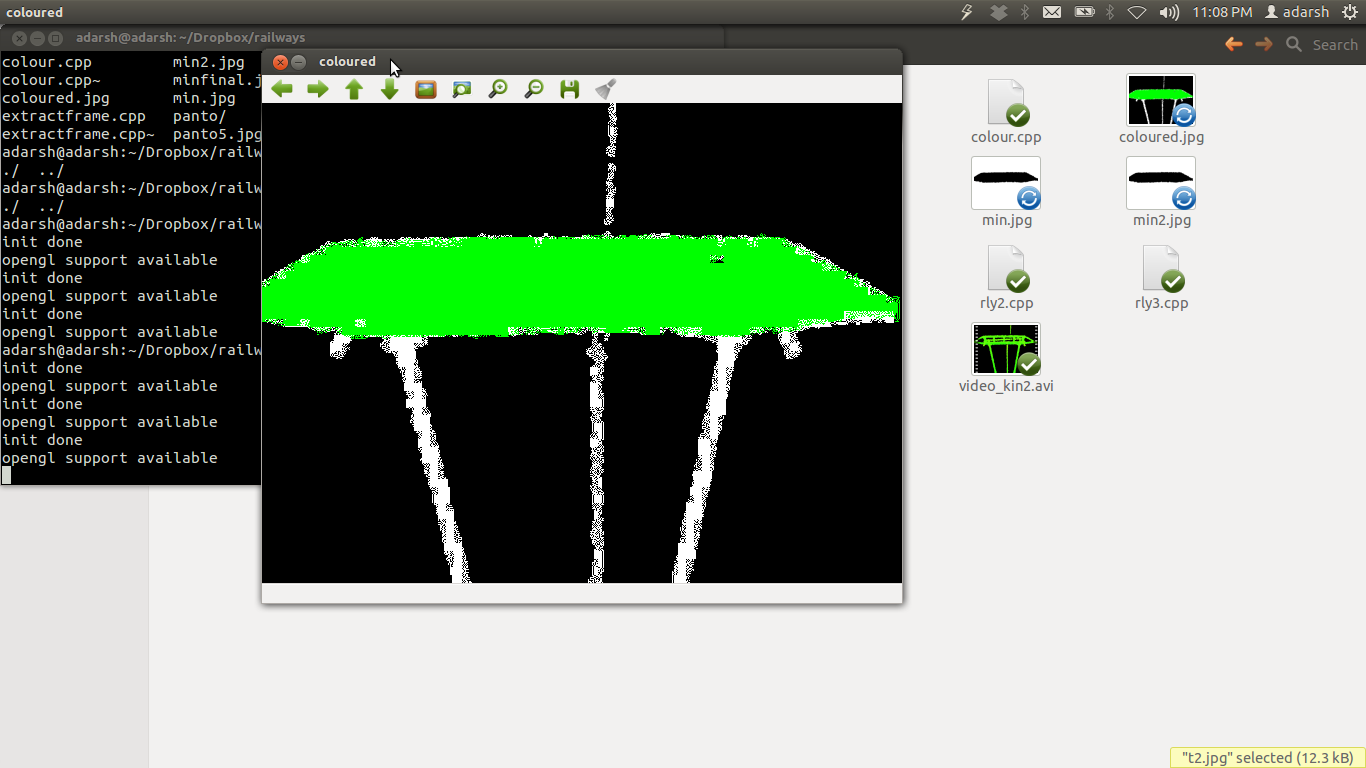 coloured
11:08 PM
adarsh
adarsh@adarsh: ~/Dropbox/railways
Search
coloured
colour.cpp min2.jpg
colour.cpp~ minfinal.j
coloured.jpg min.jpg
extractframe.cpp panto/
extractframe.cpp~ panto5.jpg
adarsh@adarsh:~/Dropbox/railw
./ ../
adarsh@adarsh:~/Dropbox/railw
./ ../
adarsh@adarsh:~/Dropbox/railw
init done
opengl support available
init done
opengl support available
init done
opengl support available
adarsh@adarsh:~/Dropbox/railw
init done
opengl support available
init done
opengl support available
init done
opengl support available
colour.cpp
coloured.jpg
min.jpg
min2.jpg
rly2.cpp
rly3.cpp
video_kin2.avi
"t2.jpg" selected (12.3 kB)